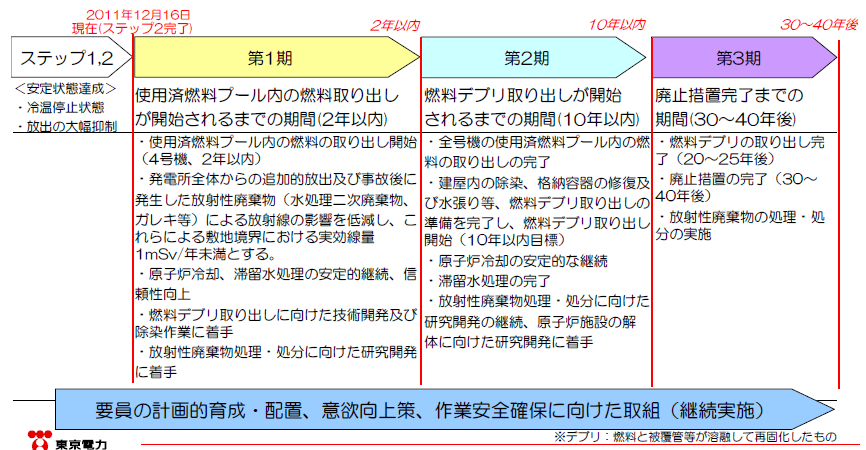 2011年12月16日
現在(ステップ2完了)
2年以内
10年以内
30～40年後
ステップ1,2
第1期
第2期
第3期
＜安定状態達成＞
・冷温停止状態
・放出の大幅抑制
使用済燃料プール内の燃料取り出し
が開始されるまでの期間(2年以内)
・使用済燃料プール内の燃料の取り出し開始
（4号機、2年以内）
・発電所全体からの追加的放出及び事故後に
発生した放射性廃棄物（水処理二次廃棄物、
ガレキ等）による放射線の影響を低減し、こ
れらによる敷地境界における実効線量
1mSv/年未満とする。
・原子炉冷却、滞留水処理の安定的継続、信
頼性向上
・燃料デブリ取り出しに向けた技術開発及び
除染作業に着手
・放射性廃棄物処理・処分に向けた研究開発
に着手
燃料デブリ取り出しが開始
されるまでの期間(10年以内)
・全号機の使用済燃料プール内の燃
料の取り出しの完了
・建屋内の除染、格納容器の修復及
び水張り等、燃料デブリ取り出しの
準備を完了し、燃料デブリ取り出し
開始（10年以内目標）
・原子炉冷却の安定的な継続
・滞留水処理の完了
・放射性廃棄物処理・処分に向けた
研究開発の継続、原子炉施設の解
体に向けた研究開発に着手
廃止措置完了までの
期間(30～40年後)
・燃料デブリの取り出し完
了（20～25年後）
・廃止措置の完了（30～
40年後）
・放射性廃棄物の処理・処
分の実施
要員の計画的育成・配置、意欲向上策、作業安全確保に向けた取組（継続実施）
※デブリ：燃料と被覆管等が溶融して再固化したもの
東京電力